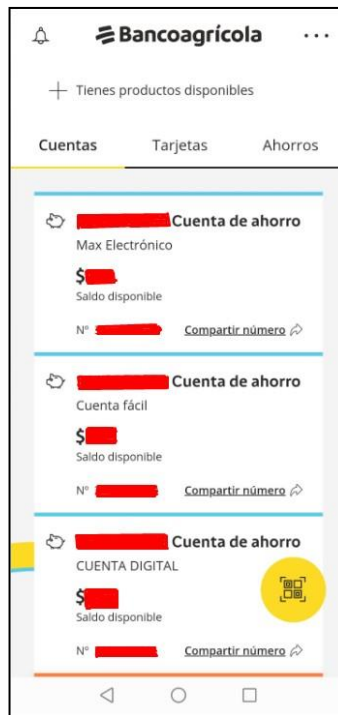 Bancoagrícola
Tienes productos disponibles
Cuentas Tarjetas Ahorros
Cuenta de ahorro
Max Electrónico
$
Saldo disponible
N° Compartir número
Cuenta de ahorro
Cuenta fácil
$
Saldo disponible
N° Compartir número
Cuenta de ahorro
CUENTA DIGITAL
$
Saldo disponible
N° Compartir número